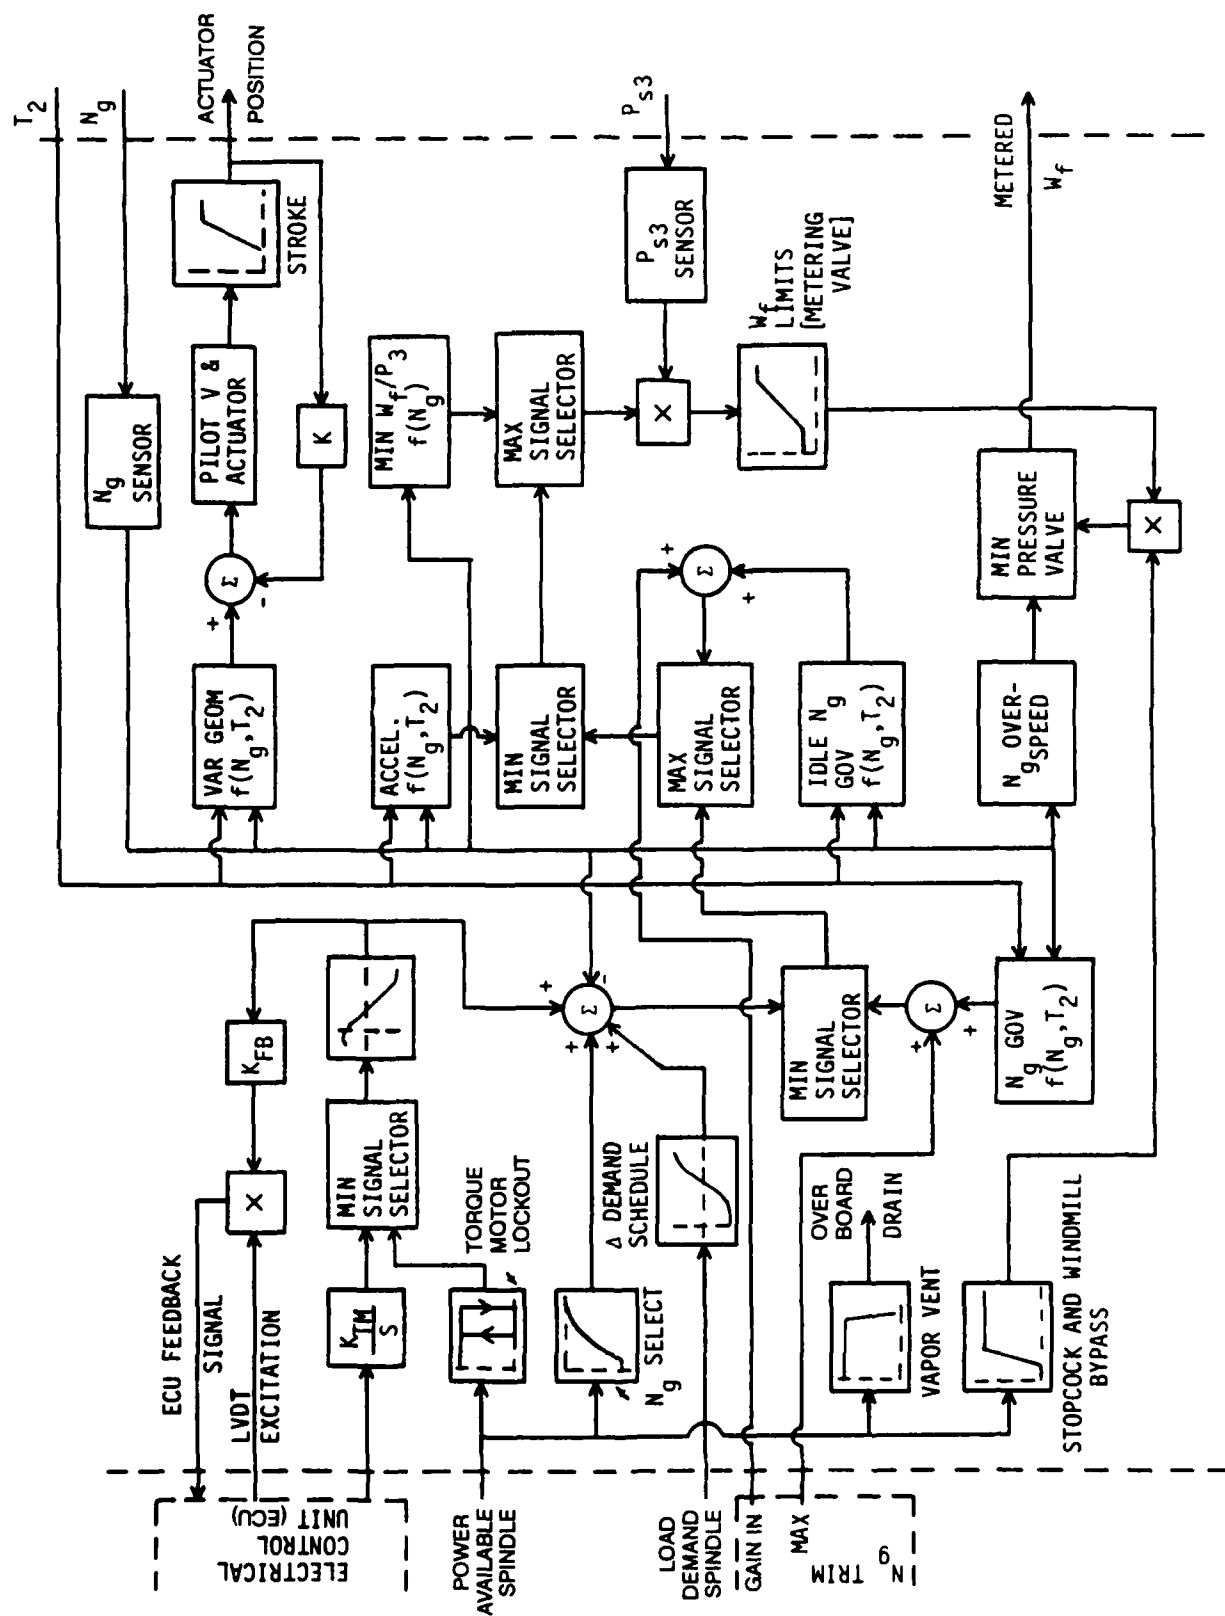 ELECTRICAL
CONTROL
UNIT (ECU)
ECU FEEDBACK
SIGNAL
LVDT
EXCITATION
POWER
AVAILABLE
SPINDLE
LOAD
DEMAND
SPINDLE
GAIN IN
MAX
Ng TRIM
X
KFB
KTM
S
MIN
SIGNAL
SELECTOR
TORQUE
MOTOR
LOCKOUT
Ng SELECT
Δ DEMAND
SCHEDULE
OVER
BOARD
DRAIN
VAPOR VENT
STOPCOCK AND WINDMILL
BYPASS
+
-
+
+
Σ
MIN
SIGNAL
SELECTOR
+
Σ
+
Ng GOV
f(Ng,T2)
VAR GEOM
f(Ng,T2)
ACCEL.
f(Ng,T2)
MIN
SIGNAL
SELECTOR
MAX
SIGNAL
SELECTOR
IDLE Ng
GOV
f(Ng,T2)
Ng OVER-
SPEED
+
Σ
-
+
Σ
+
Ng
SENSOR
PILOT V &
ACTUATOR
K
STROKE
MIN Wf/P3
f(Ng)
MAX
SIGNAL
SELECTOR
X
Ps3
SENSOR
Wf
LIMITS
[METERING
VALVE]
MIN
PRESSURE
VALVE
X
T2
Ng
ACTUATOR
POSITION
Ps3
METERED
Wf